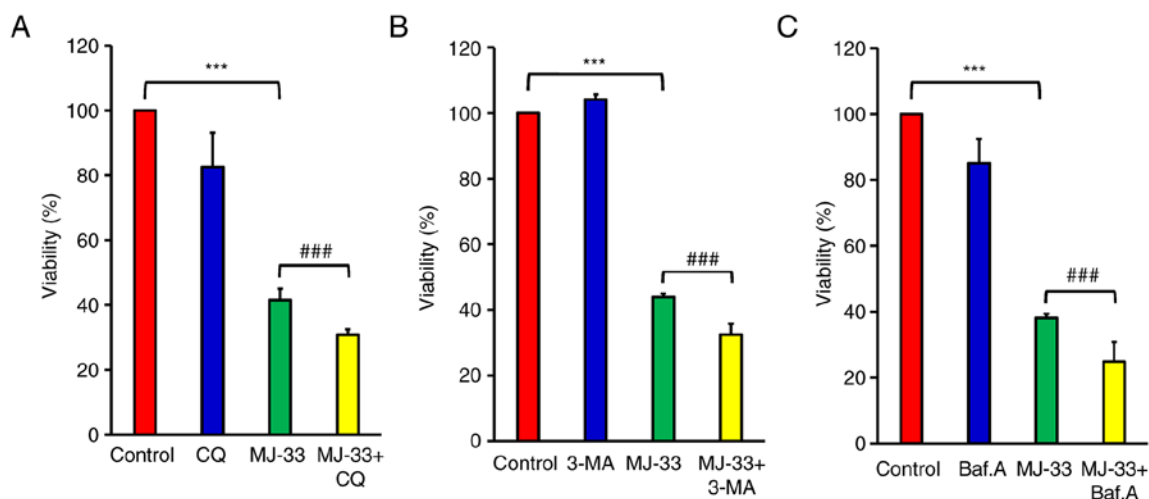 A
Viability (%)
120
100
80
60
40
20
0
***
###
Control
CQ
MJ-33
MJ-33+
CQ
B
Viability (%)
120
100
80
60
40
20
0
***
###
Control
3-MA
MJ-33
MJ-33+
3-MA
C
Viability (%)
120
100
80
60
40
20
0
***
###
Control
Baf.A
MJ-33
MJ-33+
Baf.A